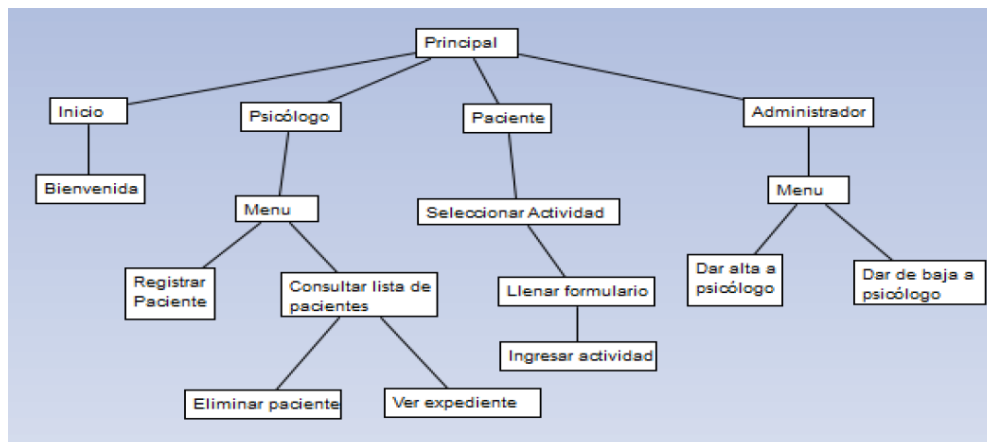 Principal
Inicio
Psicólogo
Paciente
Administrador
Bienvenida
Menu
Seleccionar Actividad
Menu
Registrar
Paciente
Consultar lista de
pacientes
Llenar formulario
Dar alta a
psicólogo
Dar de baja a
psicólogo
Ingresar actividad
Eliminar paciente
Ver expediente